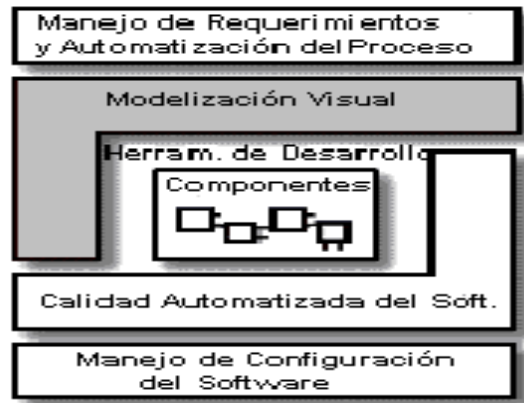 Manejo de Requerimientos
y Automatización del Proceso
Modelización Visual
Herram. de Desarrollo
Componentes
Calidad Automatizada del Soft.
Manejo de Configuración
del Software